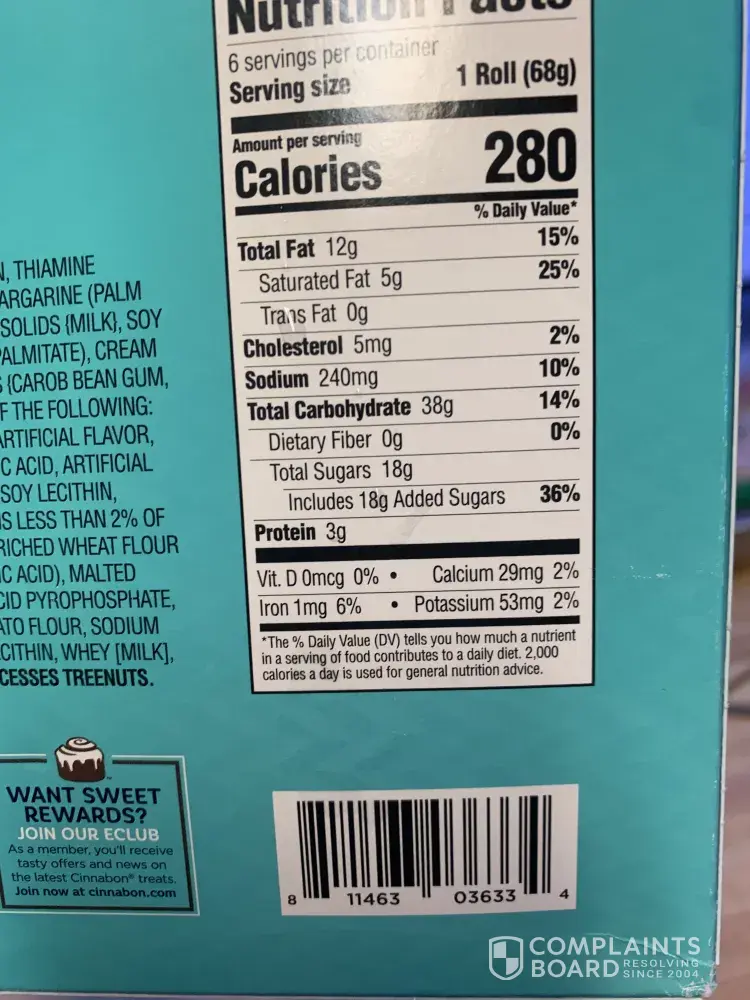 Nutrition Facts
6 servings per container
Serving size 1 Roll (68g)
Amount per serving
Calories 280
% Daily Value*
Total Fat 12g 15%
Saturated Fat 5g 25%
Trans Fat 0g
Cholesterol 5mg 2%
Sodium 240mg 10%
Total Carbohydrate 38g 14%
Dietary Fiber 0g 0%
Total Sugars 18g
Includes 18g Added Sugars 36%
Protein 3g
Vit. D 0mcg 0% • Calcium 29mg 2%
Iron 1mg 6% • Potassium 53mg 2%
*The % Daily Value (DV) tells you how much a nutrient
in a serving of food contributes to a daily diet. 2,000
calories a day is used for general nutrition advice.
, THIAMINE
ARGARINE (PALM
SOLIDS {MILK}, SOY
PALMITATE), CREAM
{CAROB BEAN GUM,
F THE FOLLOWING:
ARTIFICIAL FLAVOR,
C ACID, ARTIFICIAL
SOY LECITHIN,
S LESS THAN 2% OF
RICHED WHEAT FLOUR
C ACID), MALTED
CID PYROPHOSPHATE,
ATO FLOUR, SODIUM
CITHIN, WHEY [MILK],
CESSES TREENUTS.
WANT SWEET
REWARDS?
JOIN OUR ECLUB
As a member, you'll receive
tasty offers and news on
the latest Cinnabon® treats.
Join now at cinnabon.com
8 11463 03633 4
COMPLAINTS
BOARD RESOLVING
SINCE 2004